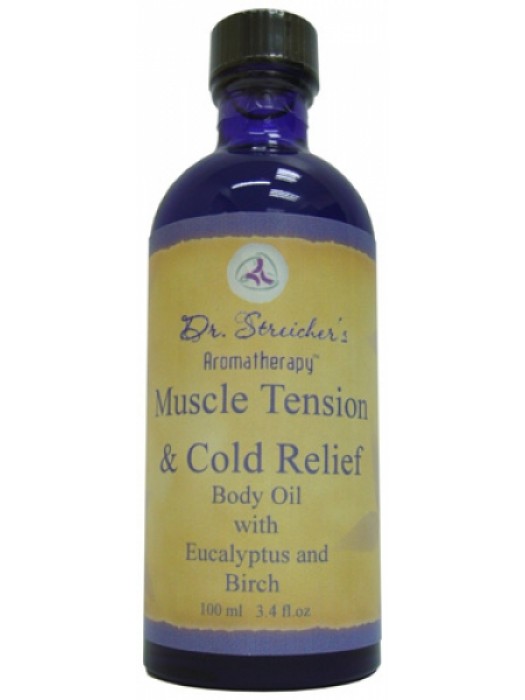 Dr. Streicher's
Aromatherapy™
Muscle Tension
& Cold Relief
Body Oil
with
Eucalyptus and
Birch
100 ml 3.4 fl.oz